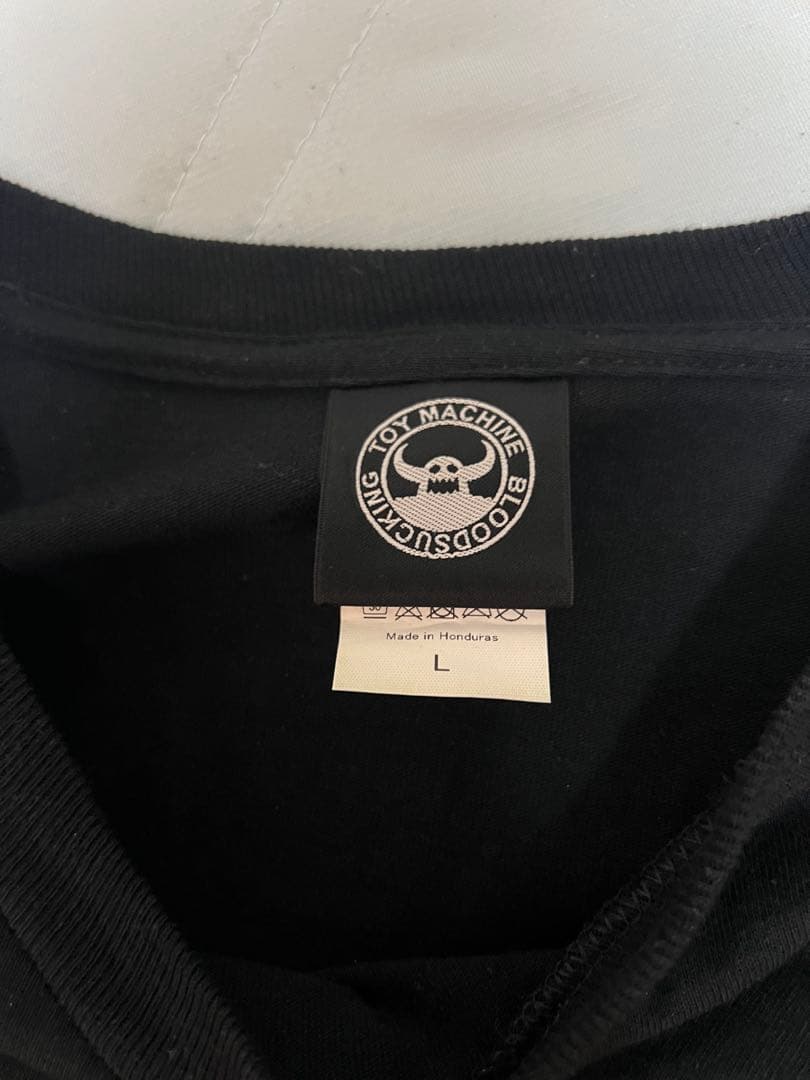 TOY MACHINE BLOODSUCKING
Made in Honduras
L